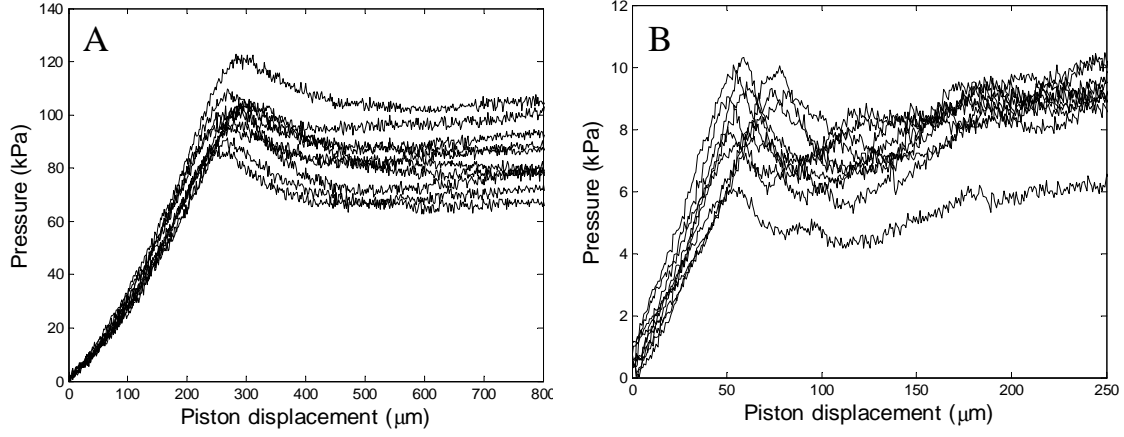 A
140
120
100
80
60
40
20
0
Pressure (kPa)
0 100 200 300 400 500 600 700 800
Piston displacement (μm)
B
12
10
8
6
4
2
0
Pressure (kPa)
0 50 100 150 200 250
Piston displacement (μm)